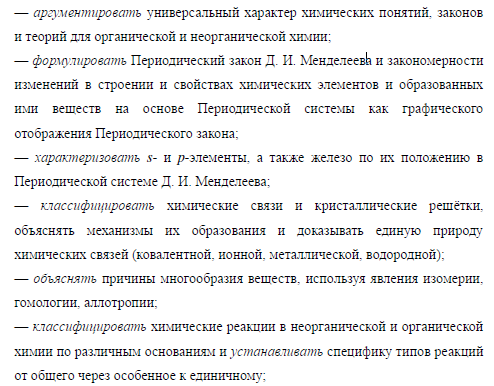 — аргументировать универсальный характер химических понятий, законов
и теорий для органической и неорганической химии;
— формулировать Периодический закон Д. И. Менделеева и закономерности
изменений в строении и свойствах химических элементов и образованных
ими веществ на основе Периодической системы как графического
отображения Периодического закона;
— характеризовать s- и p-элементы, а также железо по их положению в
Периодической системе Д. И. Менделеева;
— классифицировать химические связи и кристаллические решётки,
объяснять механизмы их образования и доказывать единую природу
химических связей (ковалентной, ионной, металлической, водородной);
— объяснять причины многообразия веществ, используя явления изомерии,
гомологии, аллотропии;
— классифицировать химические реакции в неорганической и органической
химии по различным основаниям и устанавливать специфику типов реакций
от общего через особенное к единичному;